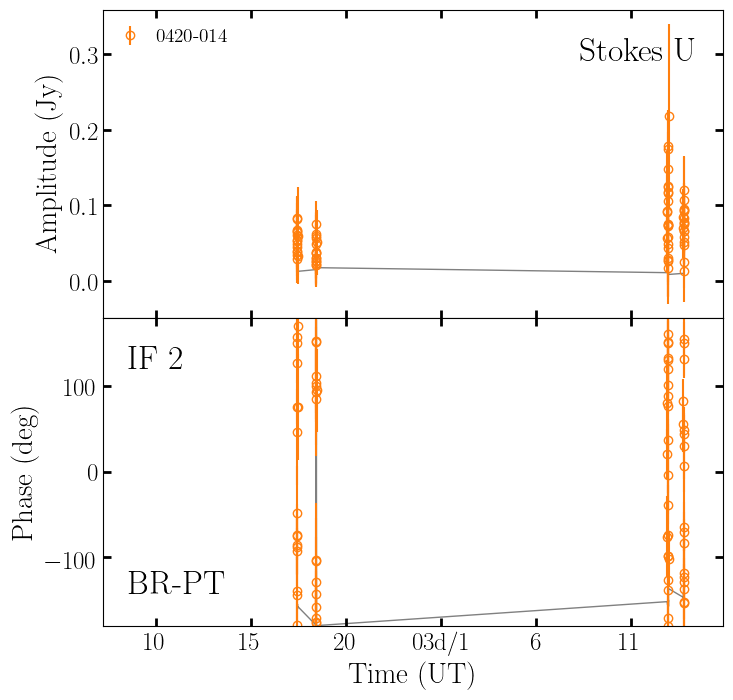 0420-014
Stokes U
Amplitude (Jy)
0.3
0.2
0.1
0.0
IF 2
Phase (deg)
100
0
−100
BR-PT
10 15 20 03d/1 6 11
Time (UT)